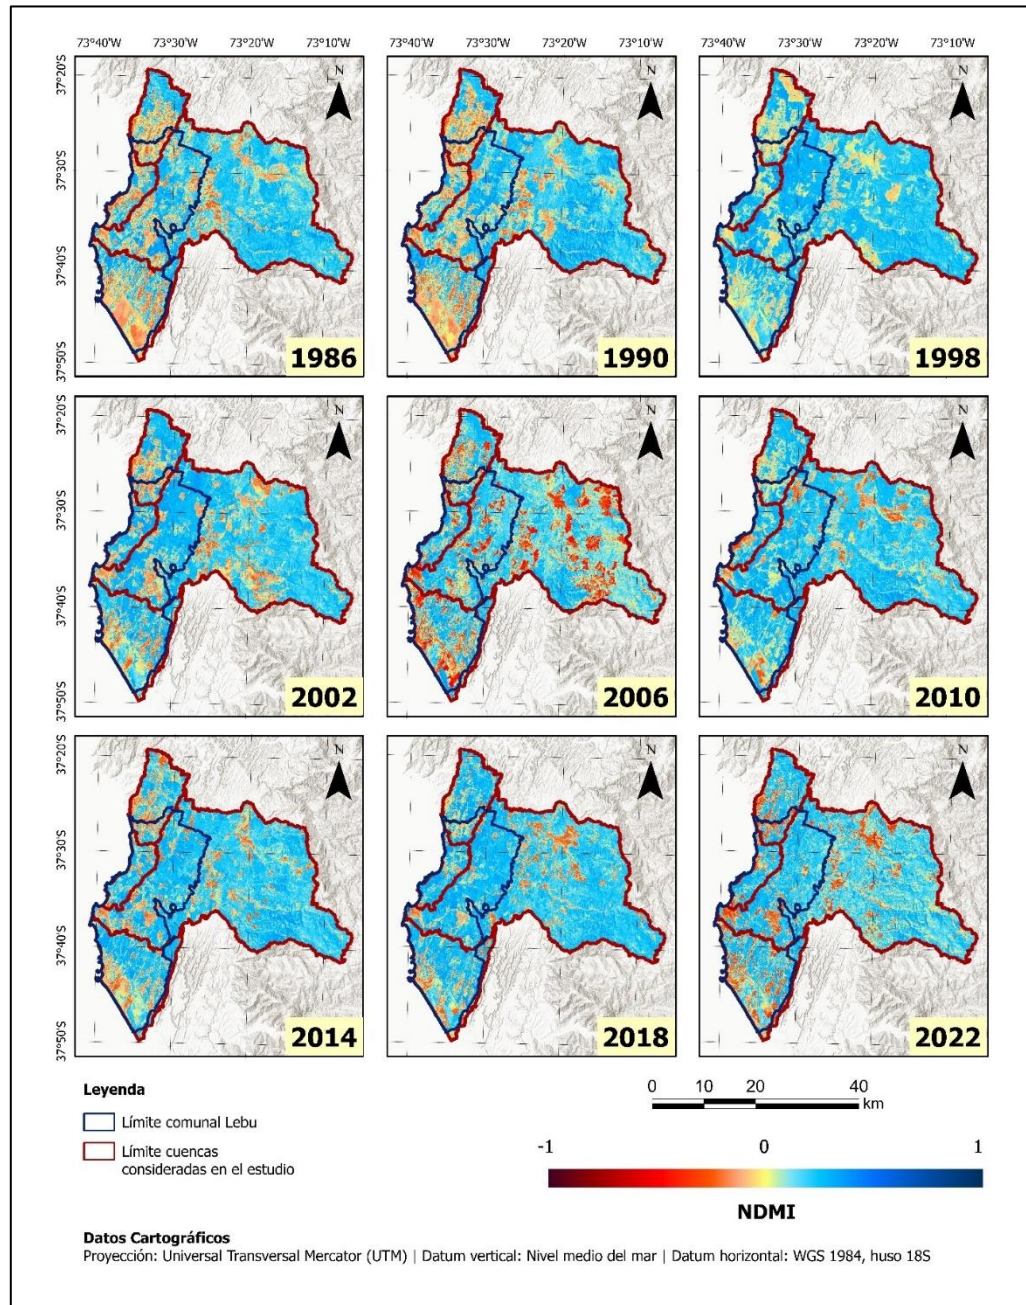 73°40'W 73°30'W 73°20'W 73°10'W 73°40'W 73°30'W 73°20'W 73°10'W 73°40'W 73°30'W 73°20'W 73°10'W
37°20'S
37°30'S
37°40'S
37°50'S
N
1986
N
1990
N
1998
37°20'S
37°30'S
37°40'S
37°50'S
N
2002
N
2006
N
2010
37°20'S
37°30'S
37°40'S
37°50'S
N
2014
N
2018
N
2022
Leyenda
Límite comunal Lebu
Límite cuencas
consideradas en el estudio
0 10 20 40
km
-1 0 1
NDMI
Datos Cartográficos
Proyección: Universal Transversal Mercator (UTM) | Datum vertical: Nivel medio del mar | Datum horizontal: WGS 1984, huso 18S